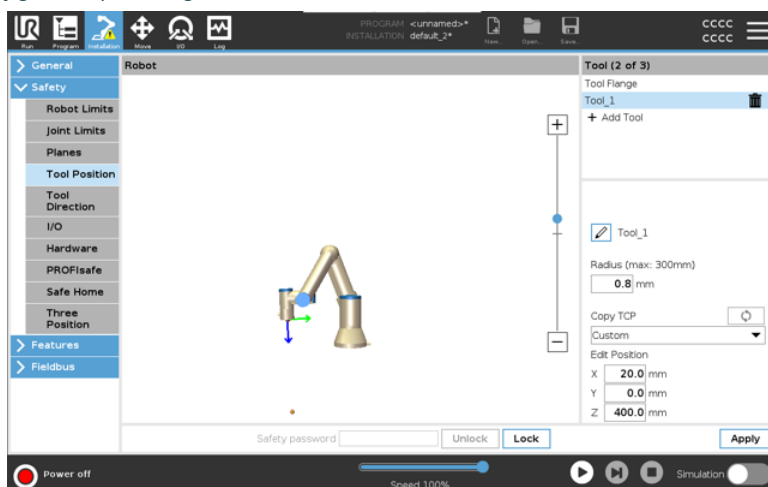 UR
Run
Program
Installation
Move
I/O
Log
PROGRAM <unnamed>*
INSTALLATION default_2*
New...
Open...
Save...
CCCC
CCCC
General
Safety
Robot Limits
Joint Limits
Planes
Tool Position
Tool
Direction
I/O
Hardware
PROFIsafe
Safe Home
Three
Position
Features
Fieldbus
Robot
Safety password
Unlock
Lock
Tool (2 of 3)
Tool Flange
Tool_1
+ Add Tool
Tool_1
Radius (max: 300mm)
0.8 mm
Copy TCP
Custom
Edit Position
X 20.0 mm
Y 0.0 mm
Z 400.0 mm
Apply
Power off
Speed 100%
Simulation